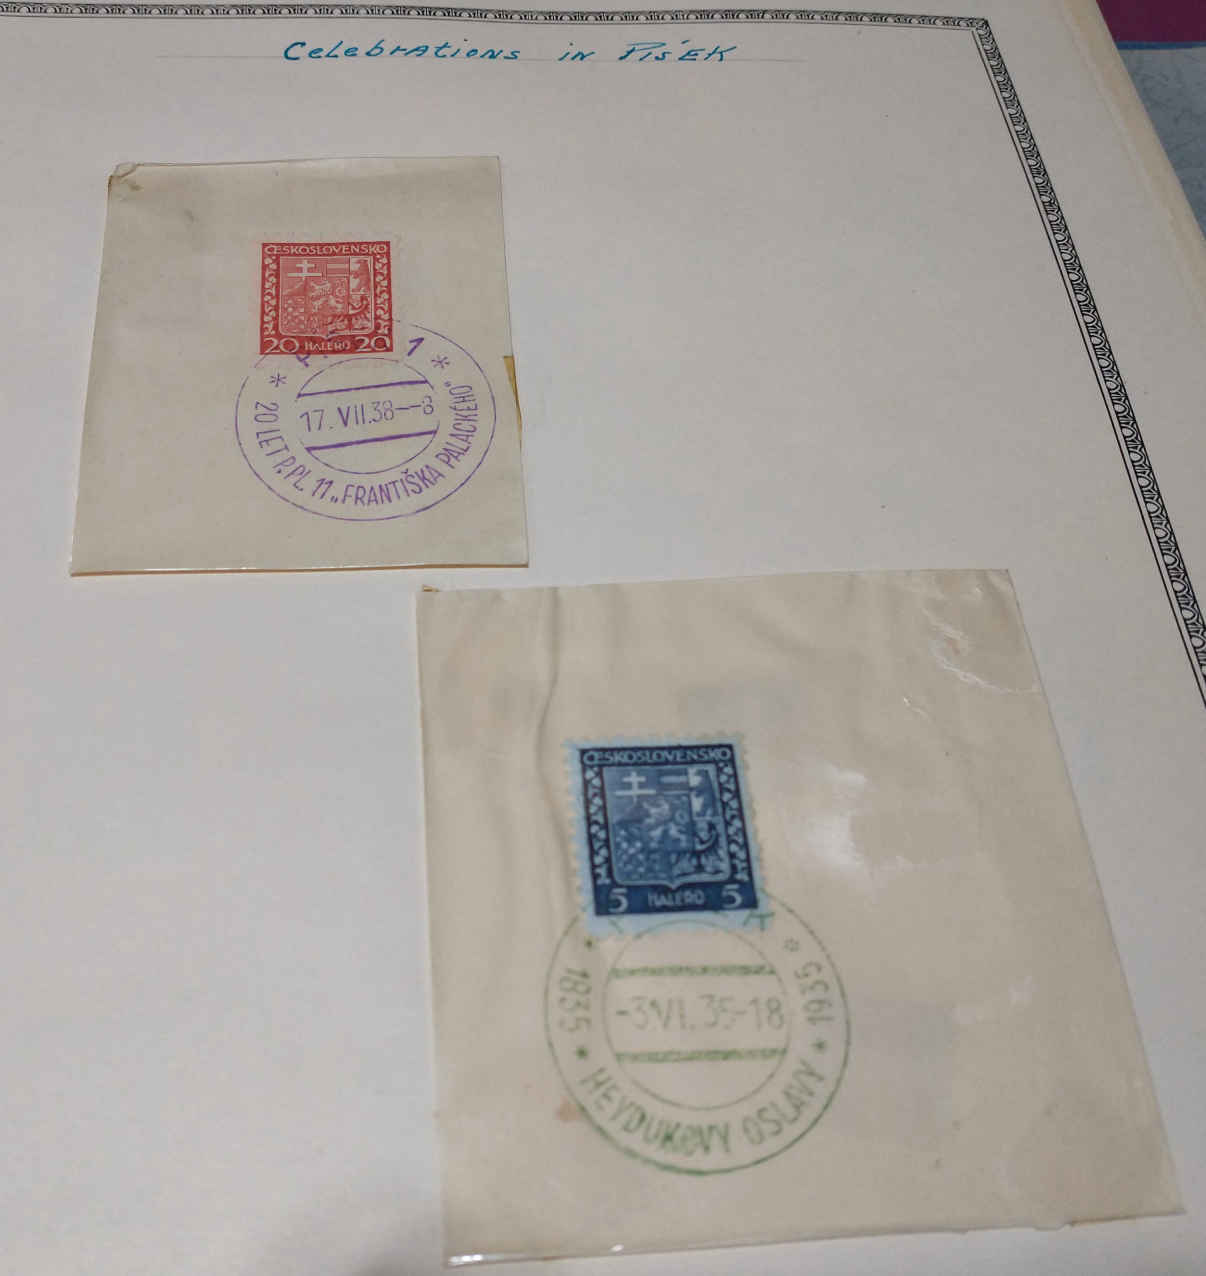 Celebrations in PíSEK
ČESKOSLOVENSKO
20 HALÉŘŮ 20
1
17.VII.38--8
* 20 LET P.PL. 11 „FRANTIŠKA PALACKÉHO" *
ČESKOSLOVENSKO
5 HALÉŘŮ 5
-3.VI.35-18
* 1835 * HEYDUKOVY OSLAVY * 1935 *